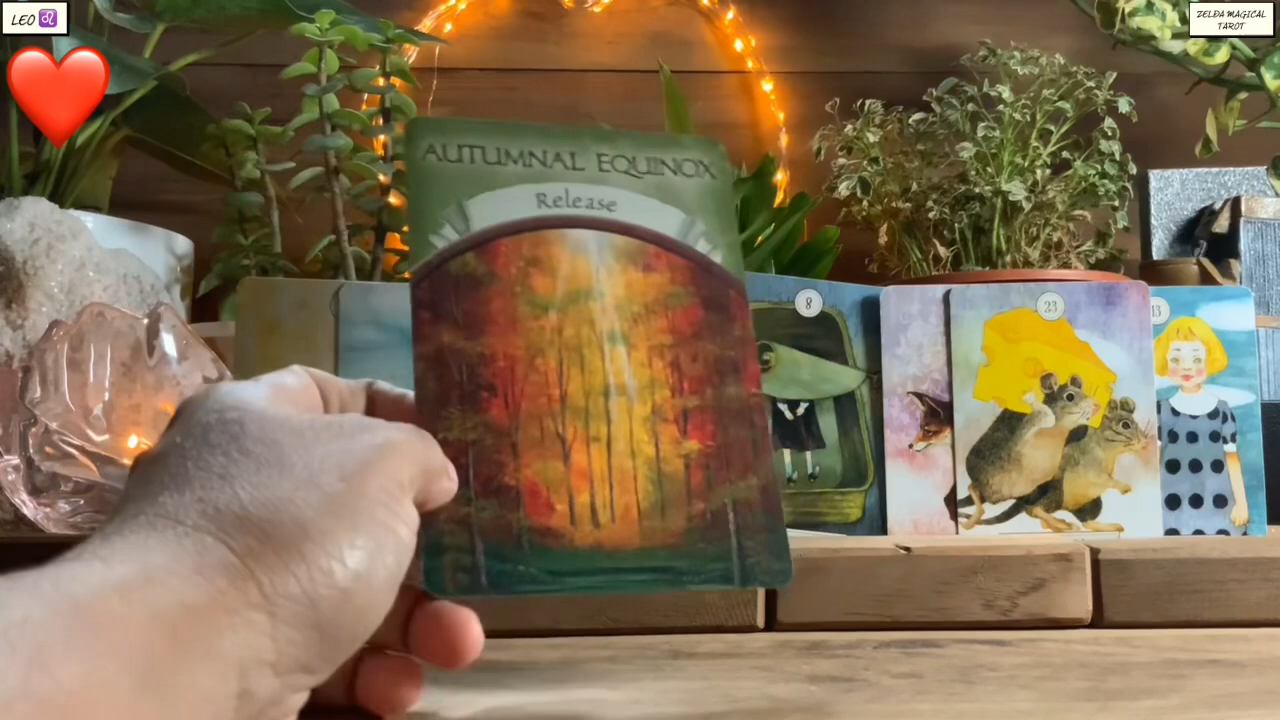 LEO ♌
ZELDA MAGICAL
TAROT
AUTUMNAL EQUINOX
Release
8
23
13